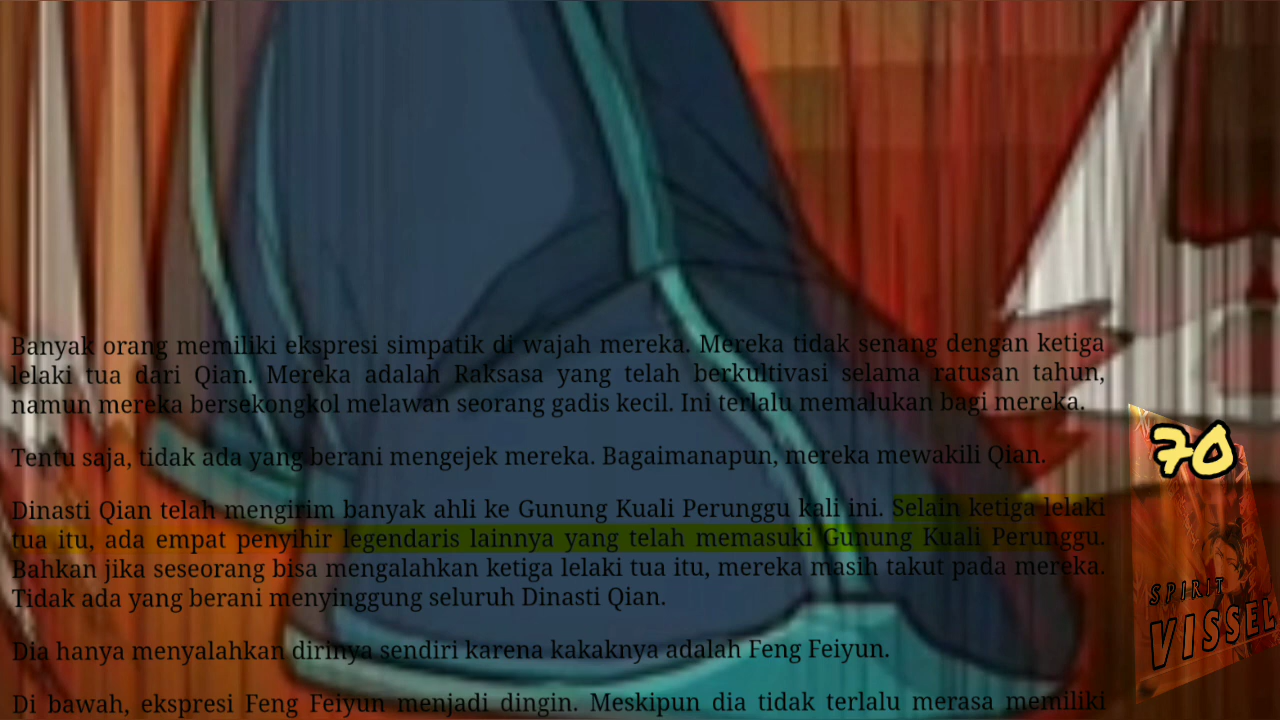 Banyak orang memiliki ekspresi simpatik di wajah mereka. Mereka tidak senang dengan ketiga
lelaki tua dari Qian. Mereka adalah Raksasa yang telah berkultivasi selama ratusan tahun,
namun mereka bersekongkol melawan seorang gadis kecil. Ini terlalu memalukan bagi mereka.
Tentu saja, tidak ada yang berani mengejek mereka. Bagaimanapun, mereka mewakili Qian.
Dinasti Qian telah mengirim banyak ahli ke Gunung Kuali Perunggu kali ini. Selain ketiga lelaki
tua itu, ada empat penyihir legendaris lainnya yang telah memasuki Gunung Kuali Perunggu.
Bahkan jika seseorang bisa mengalahkan ketiga lelaki tua itu, mereka masih takut pada mereka.
Tidak ada yang berani menyinggung seluruh Dinasti Qian.
Dia hanya menyalahkan dirinya sendiri karena kakaknya adalah Feng Feiyun.
Di bawah, ekspresi Feng Feiyun menjadi dingin. Meskipun dia tidak terlalu merasa memiliki
70
SPIRIT
VISSEL